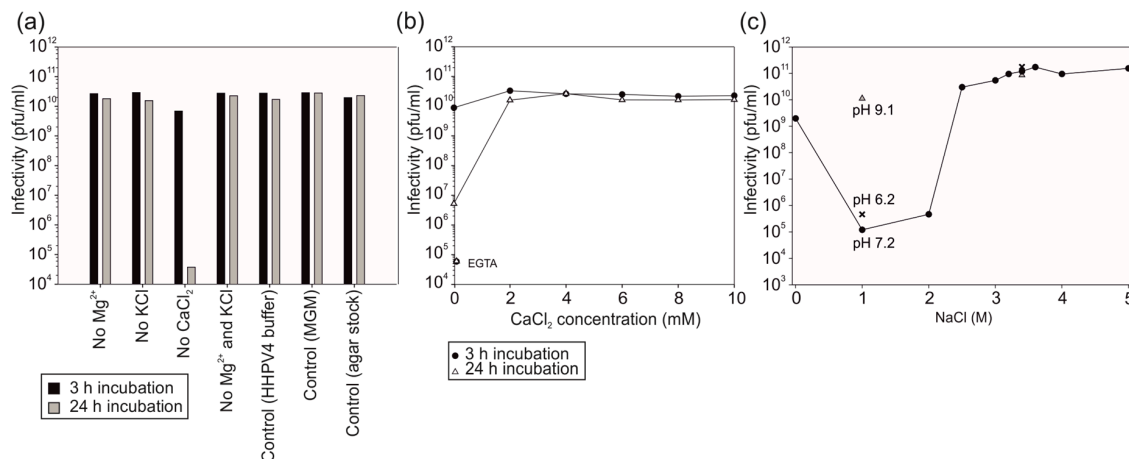 (a)
Infectivity (pfu/ml)
10¹²
10¹¹
10¹⁰
10⁹
10⁸
10⁷
10⁶
10⁵
10⁴
No Mg²⁺
No KCl
No CaCl₂
No Mg²⁺ and KCl
Control (HHPV4 buffer)
Control (MGM)
Control (agar stock)
3 h incubation
24 h incubation
(b)
Infectivity (pfu/ml)
10¹²
10¹¹
10¹⁰
10⁹
10⁸
10⁷
10⁶
10⁵
10⁴
EGTA
0 2 4 6 8 10
CaCl₂ concentration (mM)
3 h incubation
24 h incubation
(c)
Infectivity (pfu/ml)
10¹²
10¹¹
10¹⁰
10⁹
10⁸
10⁷
10⁶
10⁵
10⁴
10³
pH 9.1
pH 6.2
pH 7.2
0 1 2 3 4 5
NaCl (M)